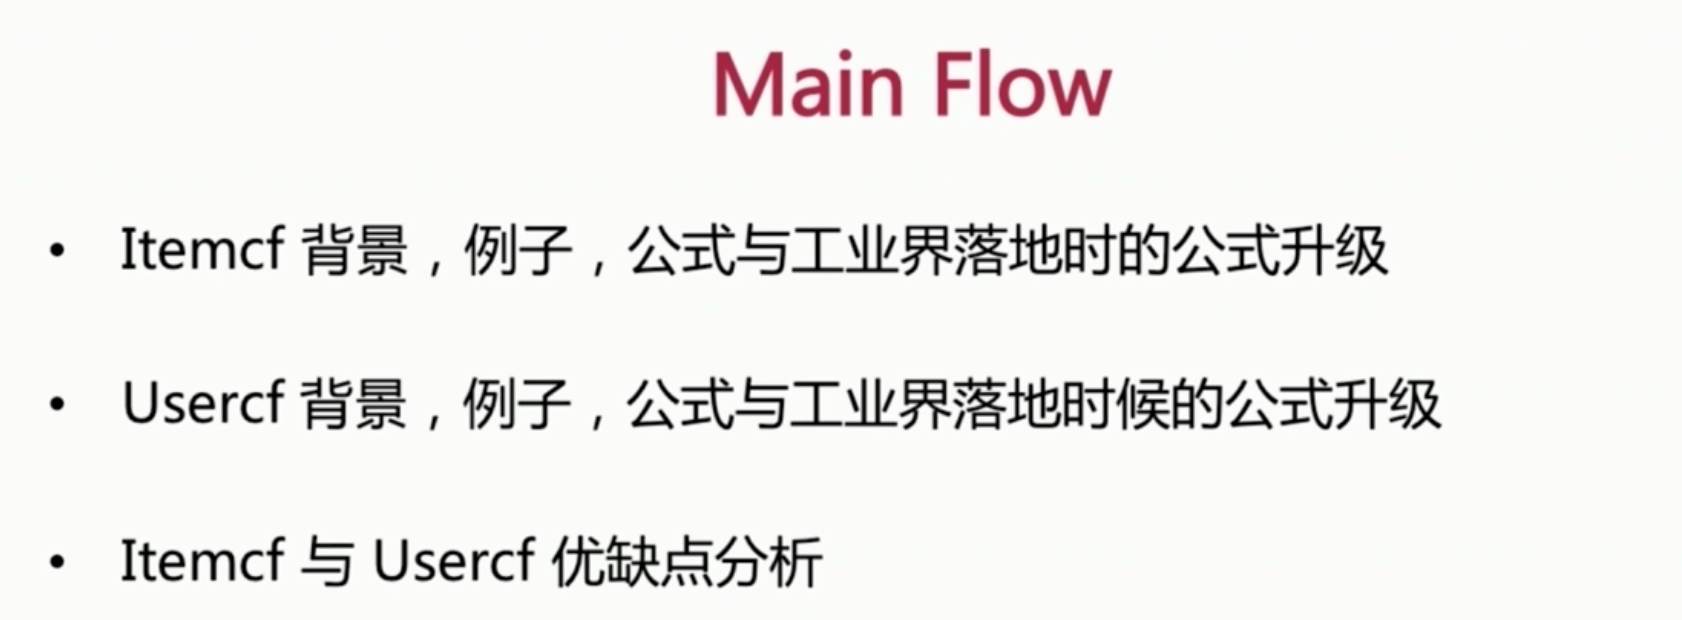 Main Flow
• Itemcf 背景，例子，公式与工业界落地时的公式升级
• Usercf 背景，例子，公式与工业界落地时候的公式升级
• Itemcf 与 Usercf 优缺点分析